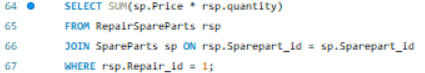 64 SELECT SUM(sp.Price * rsp.quantity)
65 FROM RepairSpareParts rsp
66 JOIN SpareParts sp ON rsp.Sparepart_id = sp.Sparepart_id
67 WHERE rsp.Repair_id = 1;